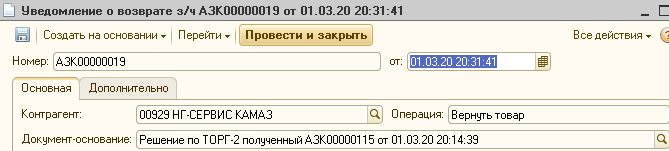 Уведомление о возврате з/ч АЗК00000019 от 01.03.20 20:31:41
Создать на основании Перейти Провести и закрыть Все действия
Номер: АЗК00000019 от: 01.03.20 20:31:41
Основная Дополнительно
Контрагент: 00929 НГ-СЕРВИС КАМАЗ Операция: Вернуть товар
Документ-основание: Решение по ТОРГ-2 полученный АЗК00000115 от 01.03.20 20:14:39